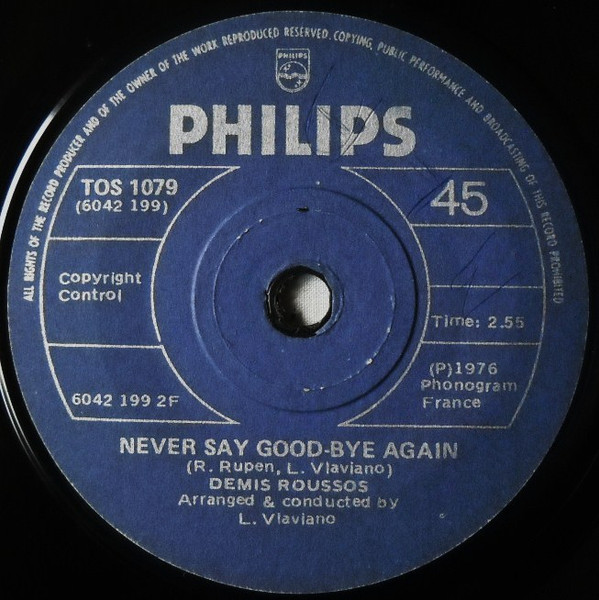 ALL RIGHTS OF THE RECORD PRODUCER AND OF THE OWNER OF THE WORK REPRODUCED RESERVED. COPYING, PUBLIC PERFORMANCE AND BROADCASTING OF THIS RECORD PROHIBITED
PHILIPS
PHILIPS
TOS 1079
(6042 199)
45
Copyright
Control
Time: 2.55
6042 199 2F
(P)1976
Phonogram
France
NEVER SAY GOOD-BYE AGAIN
(R. Rupen, L. Vlaviano)
DEMIS ROUSSOS
Arranged & conducted by
L. Vlaviano